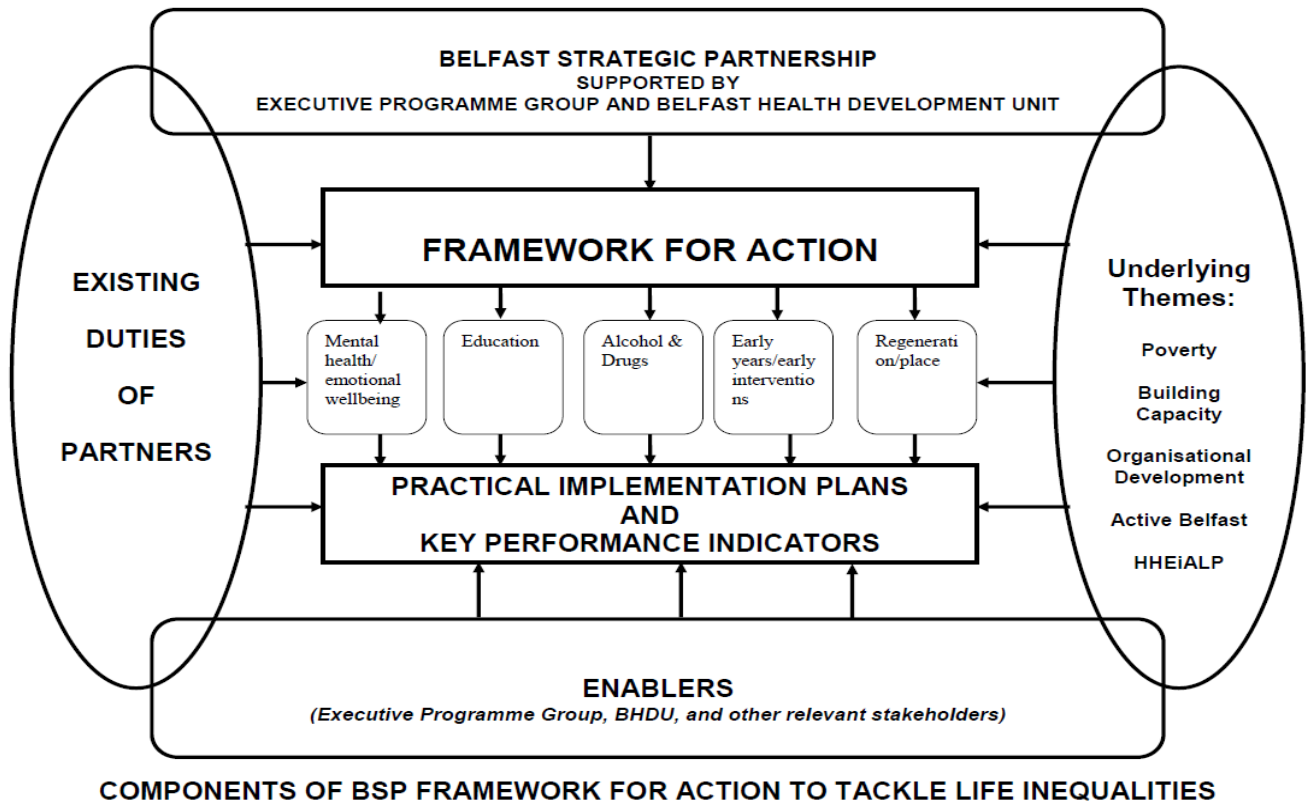 BELFAST STRATEGIC PARTNERSHIP
SUPPORTED BY
EXECUTIVE PROGRAMME GROUP AND BELFAST HEALTH DEVELOPMENT UNIT
FRAMEWORK FOR ACTION
EXISTING
DUTIES
OF
PARTNERS
Mental
health/
emotional
wellbeing
Education
Alcohol &
Drugs
Early
years/early
interventio
ns
Regenerati
on/place
Underlying
Themes:
Poverty
Building
Capacity
Organisational
Development
Active Belfast
HHEiALP
PRACTICAL IMPLEMENTATION PLANS
AND
KEY PERFORMANCE INDICATORS
ENABLERS
(Executive Programme Group, BHDU, and other relevant stakeholders)
COMPONENTS OF BSP FRAMEWORK FOR ACTION TO TACKLE LIFE INEQUALITIES